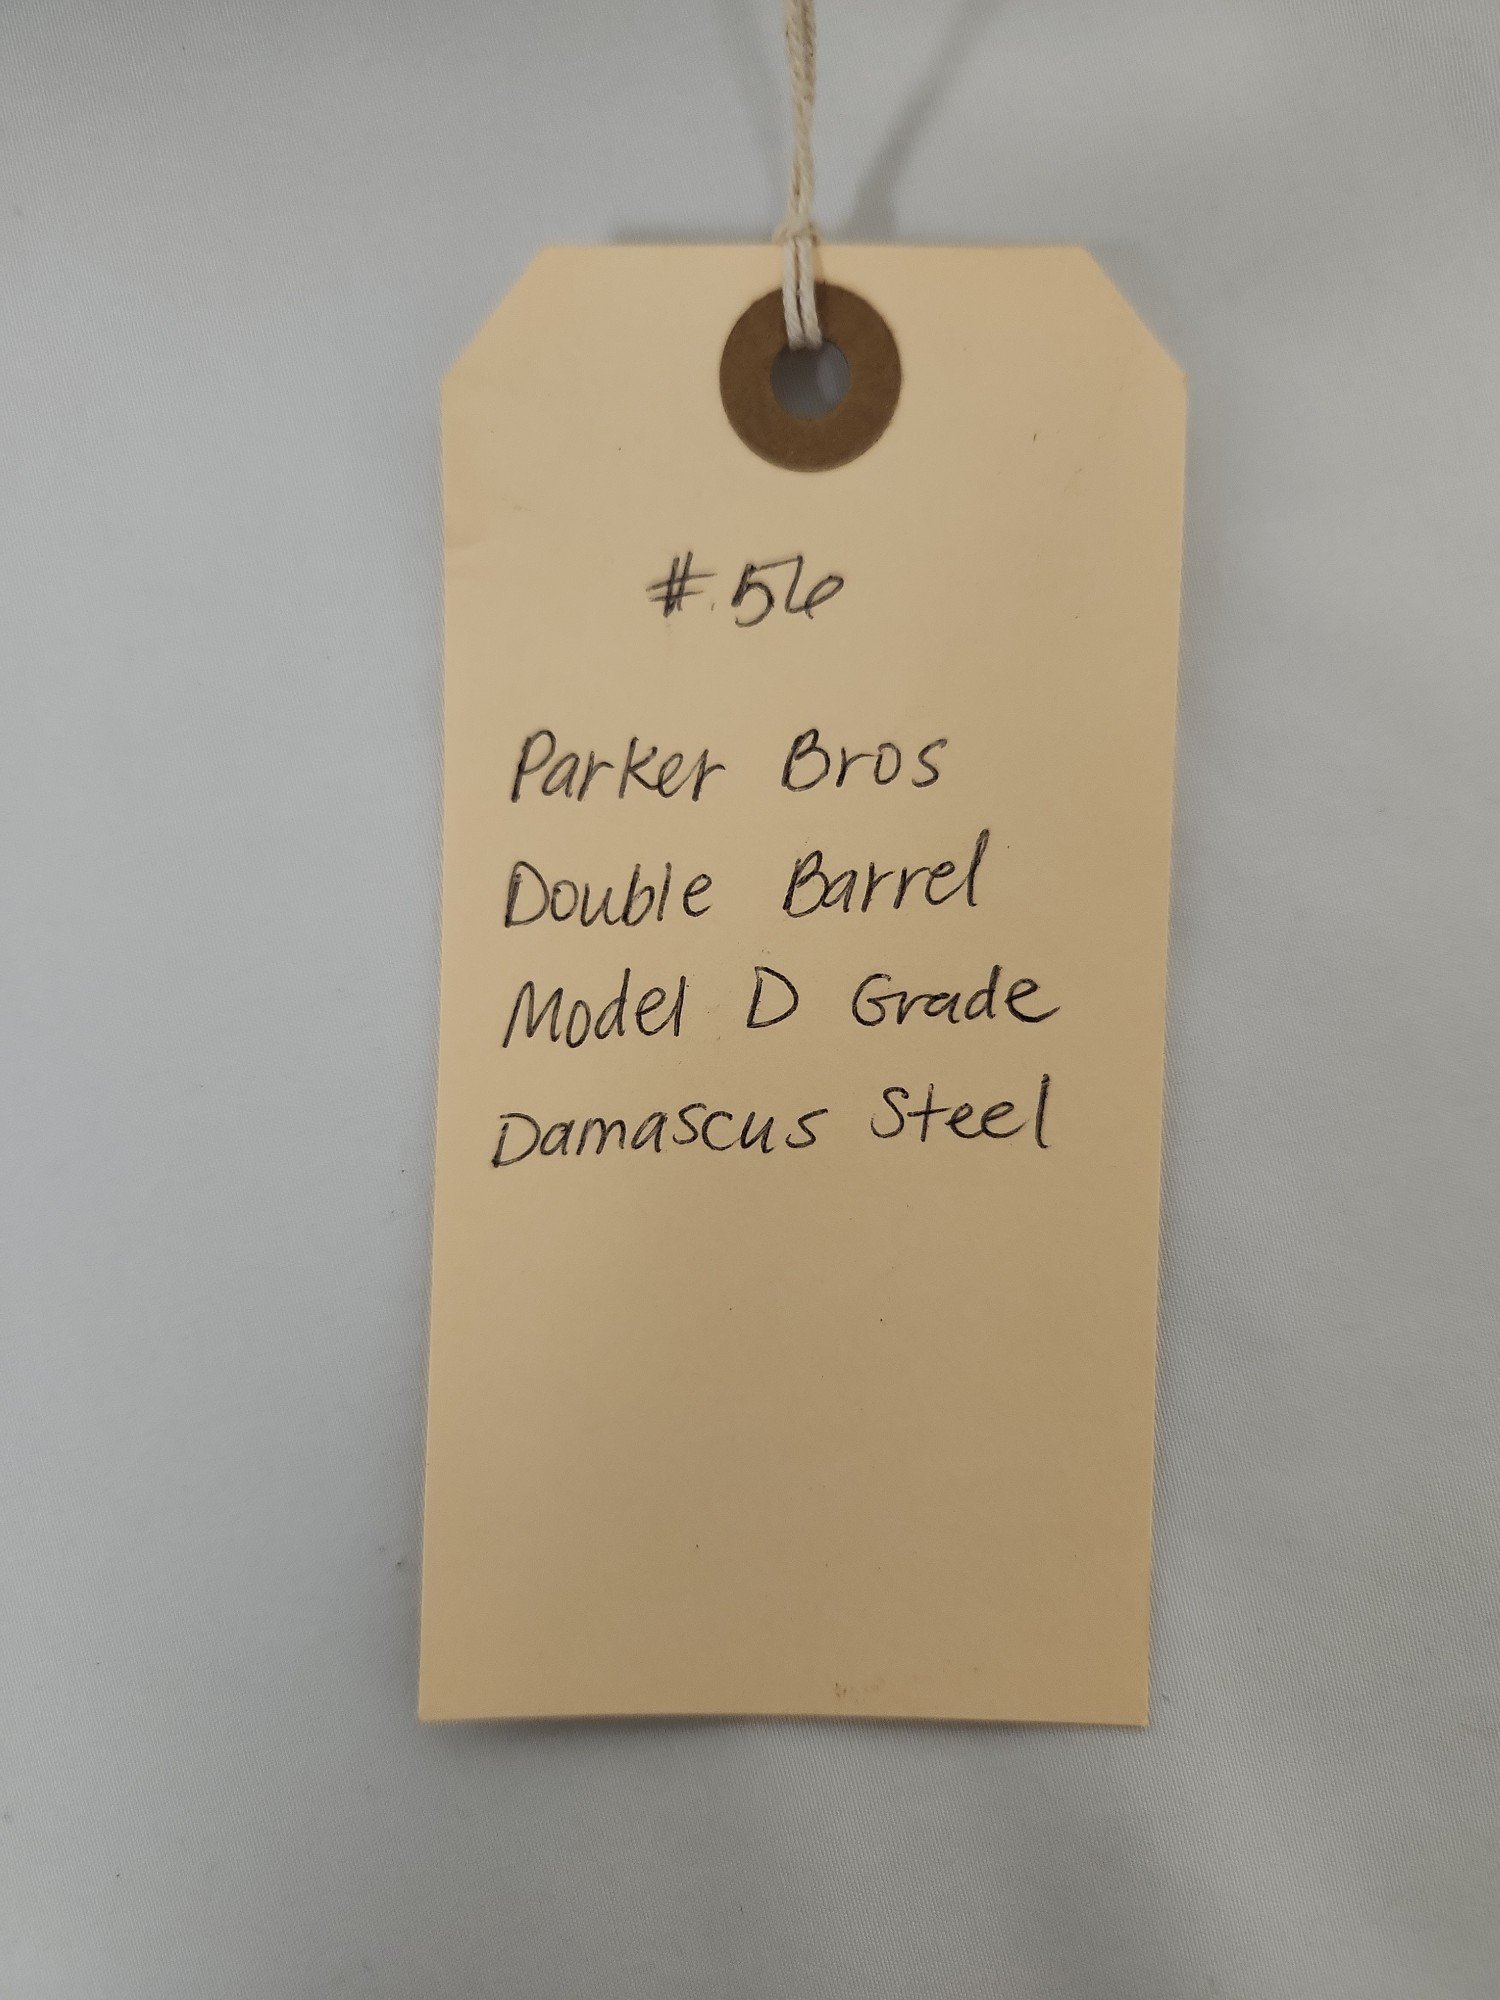 #56
Parker Bros
Double Barrel
Model D Grade
Damascus Steel